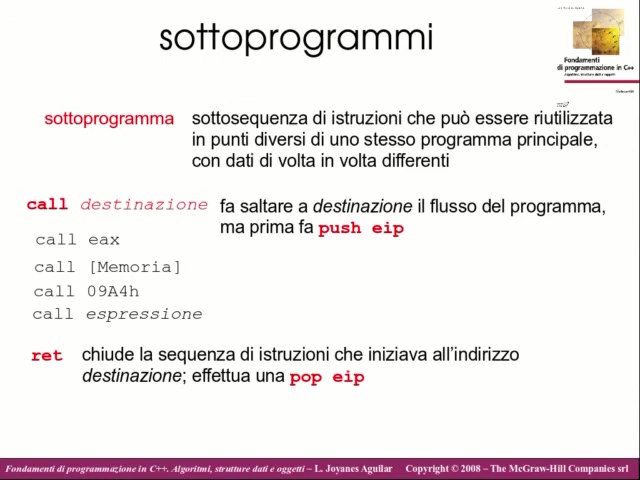 sottoprogrammi
Fondamenti
di programmazione in C++
sottoprogramma sottosequenza di istruzioni che può essere riutilizzata
in punti diversi di uno stesso programma principale,
con dati di volta in volta differenti
call destinazione fa saltare a destinazione il flusso del programma,
ma prima fa push eip
call eax
call [Memoria]
call 09A4h
call espressione
ret chiude la sequenza di istruzioni che iniziava all’indirizzo
destinazione; effettua una pop eip
Fondamenti di programmazione in C++. Algoritmi, strutture dati e oggetti – L. Joyanes Aguilar Copyright © 2008 – The McGraw-Hill Companies srl